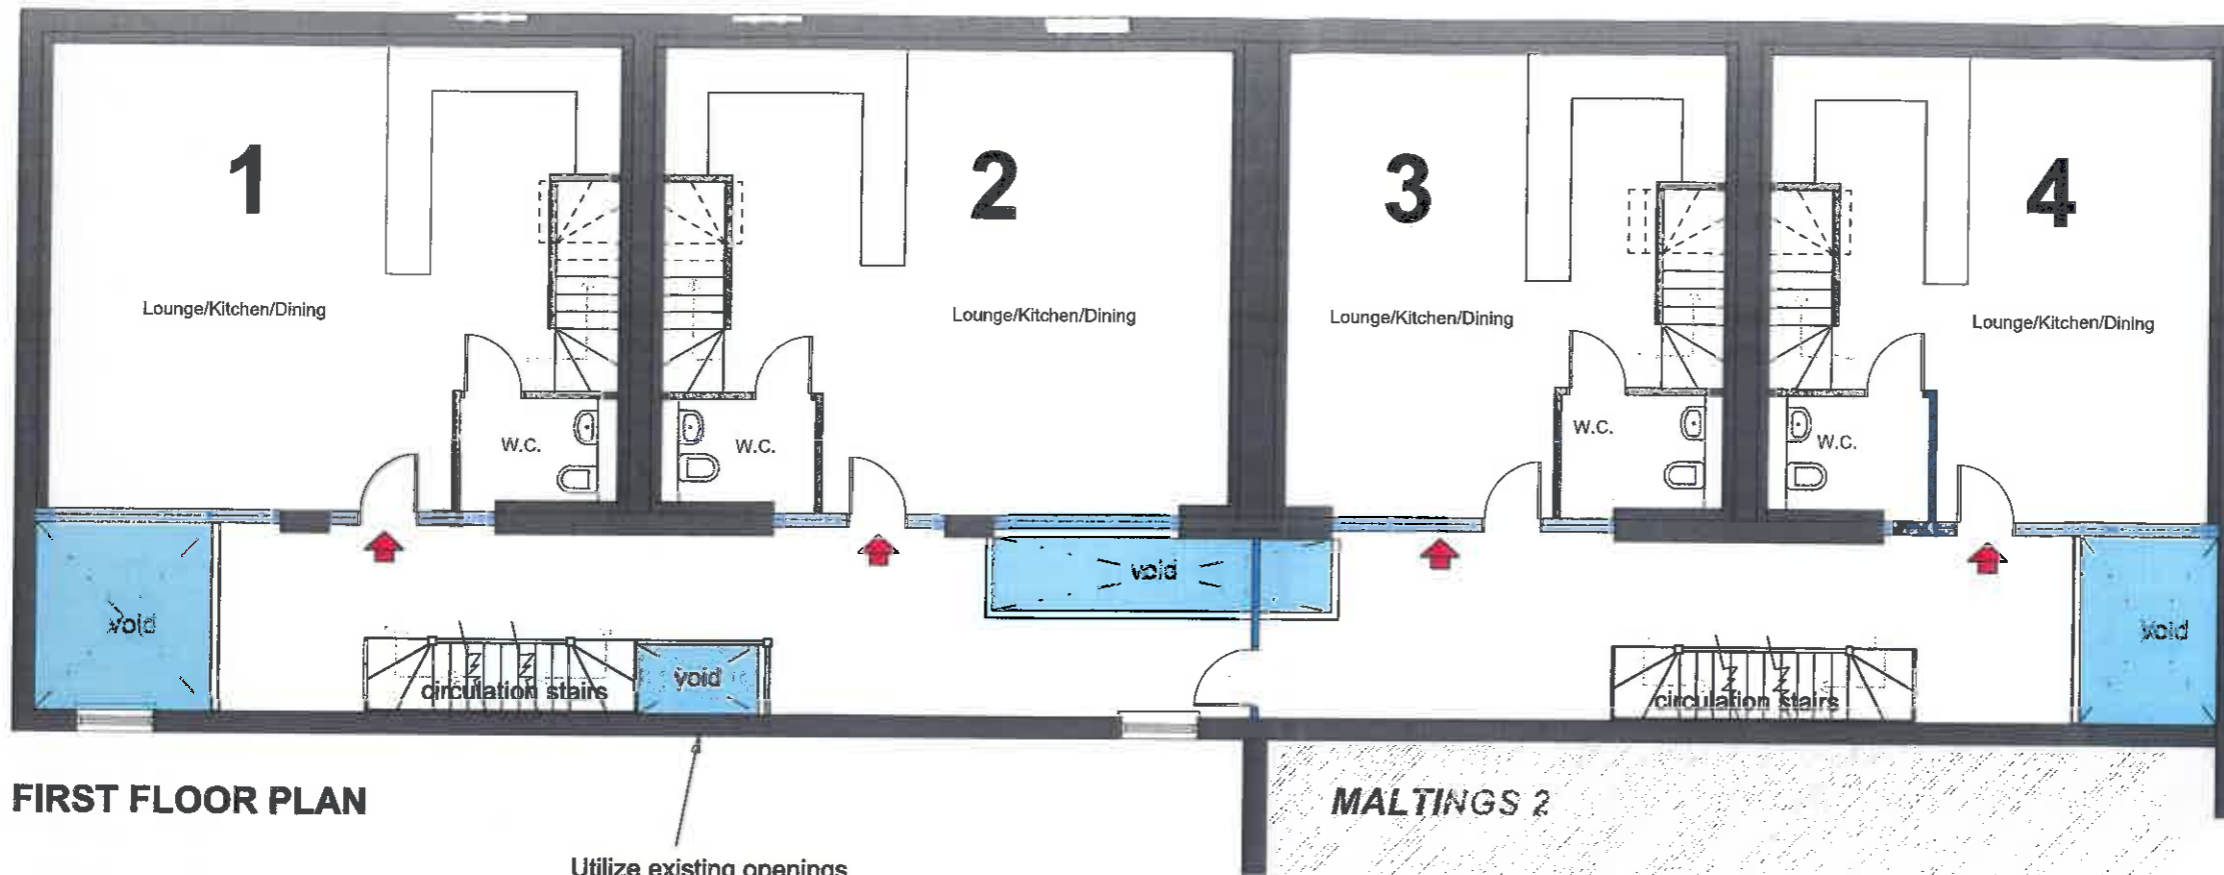 1
2
3
4
Lounge/Kitchen/Dining
Lounge/Kitchen/Dining
Lounge/Kitchen/Dining
Lounge/Kitchen/Dining
W.C.
W.C.
W.C.
W.C.
void
void
void
void
circulation stairs
circulation stairs
FIRST FLOOR PLAN
MALTINGS 2
Utilize existing openings